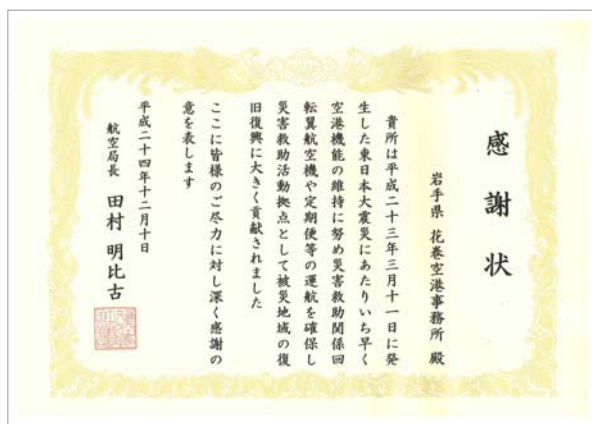 感謝状
岩手県 花巻空港事務所 殿
貴所は平成二十三年三月十一日に発
生した東日本大震災にあたりいち早く
空港機能の維持に努め災害救助関係回
転翼航空機や定期便等の運航を確保し
災害救助活動拠点として被災地域の復
旧復興に大きく貢献されました
ここに皆様のご尽力に対し深く感謝の
意を表します
平成二十四年十二月十日
航空局長 田村 明比古